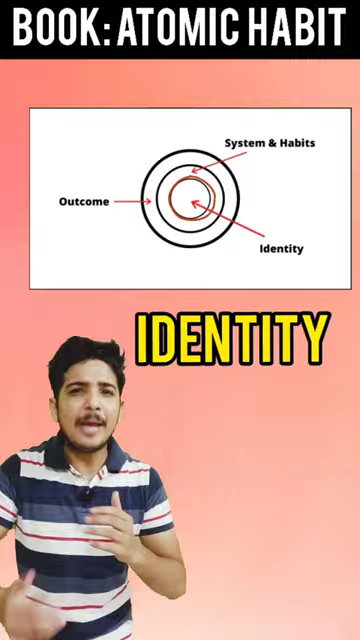 BOOK: ATOMIC HABIT
System & Habits
Outcome
Identity
IDENTITY